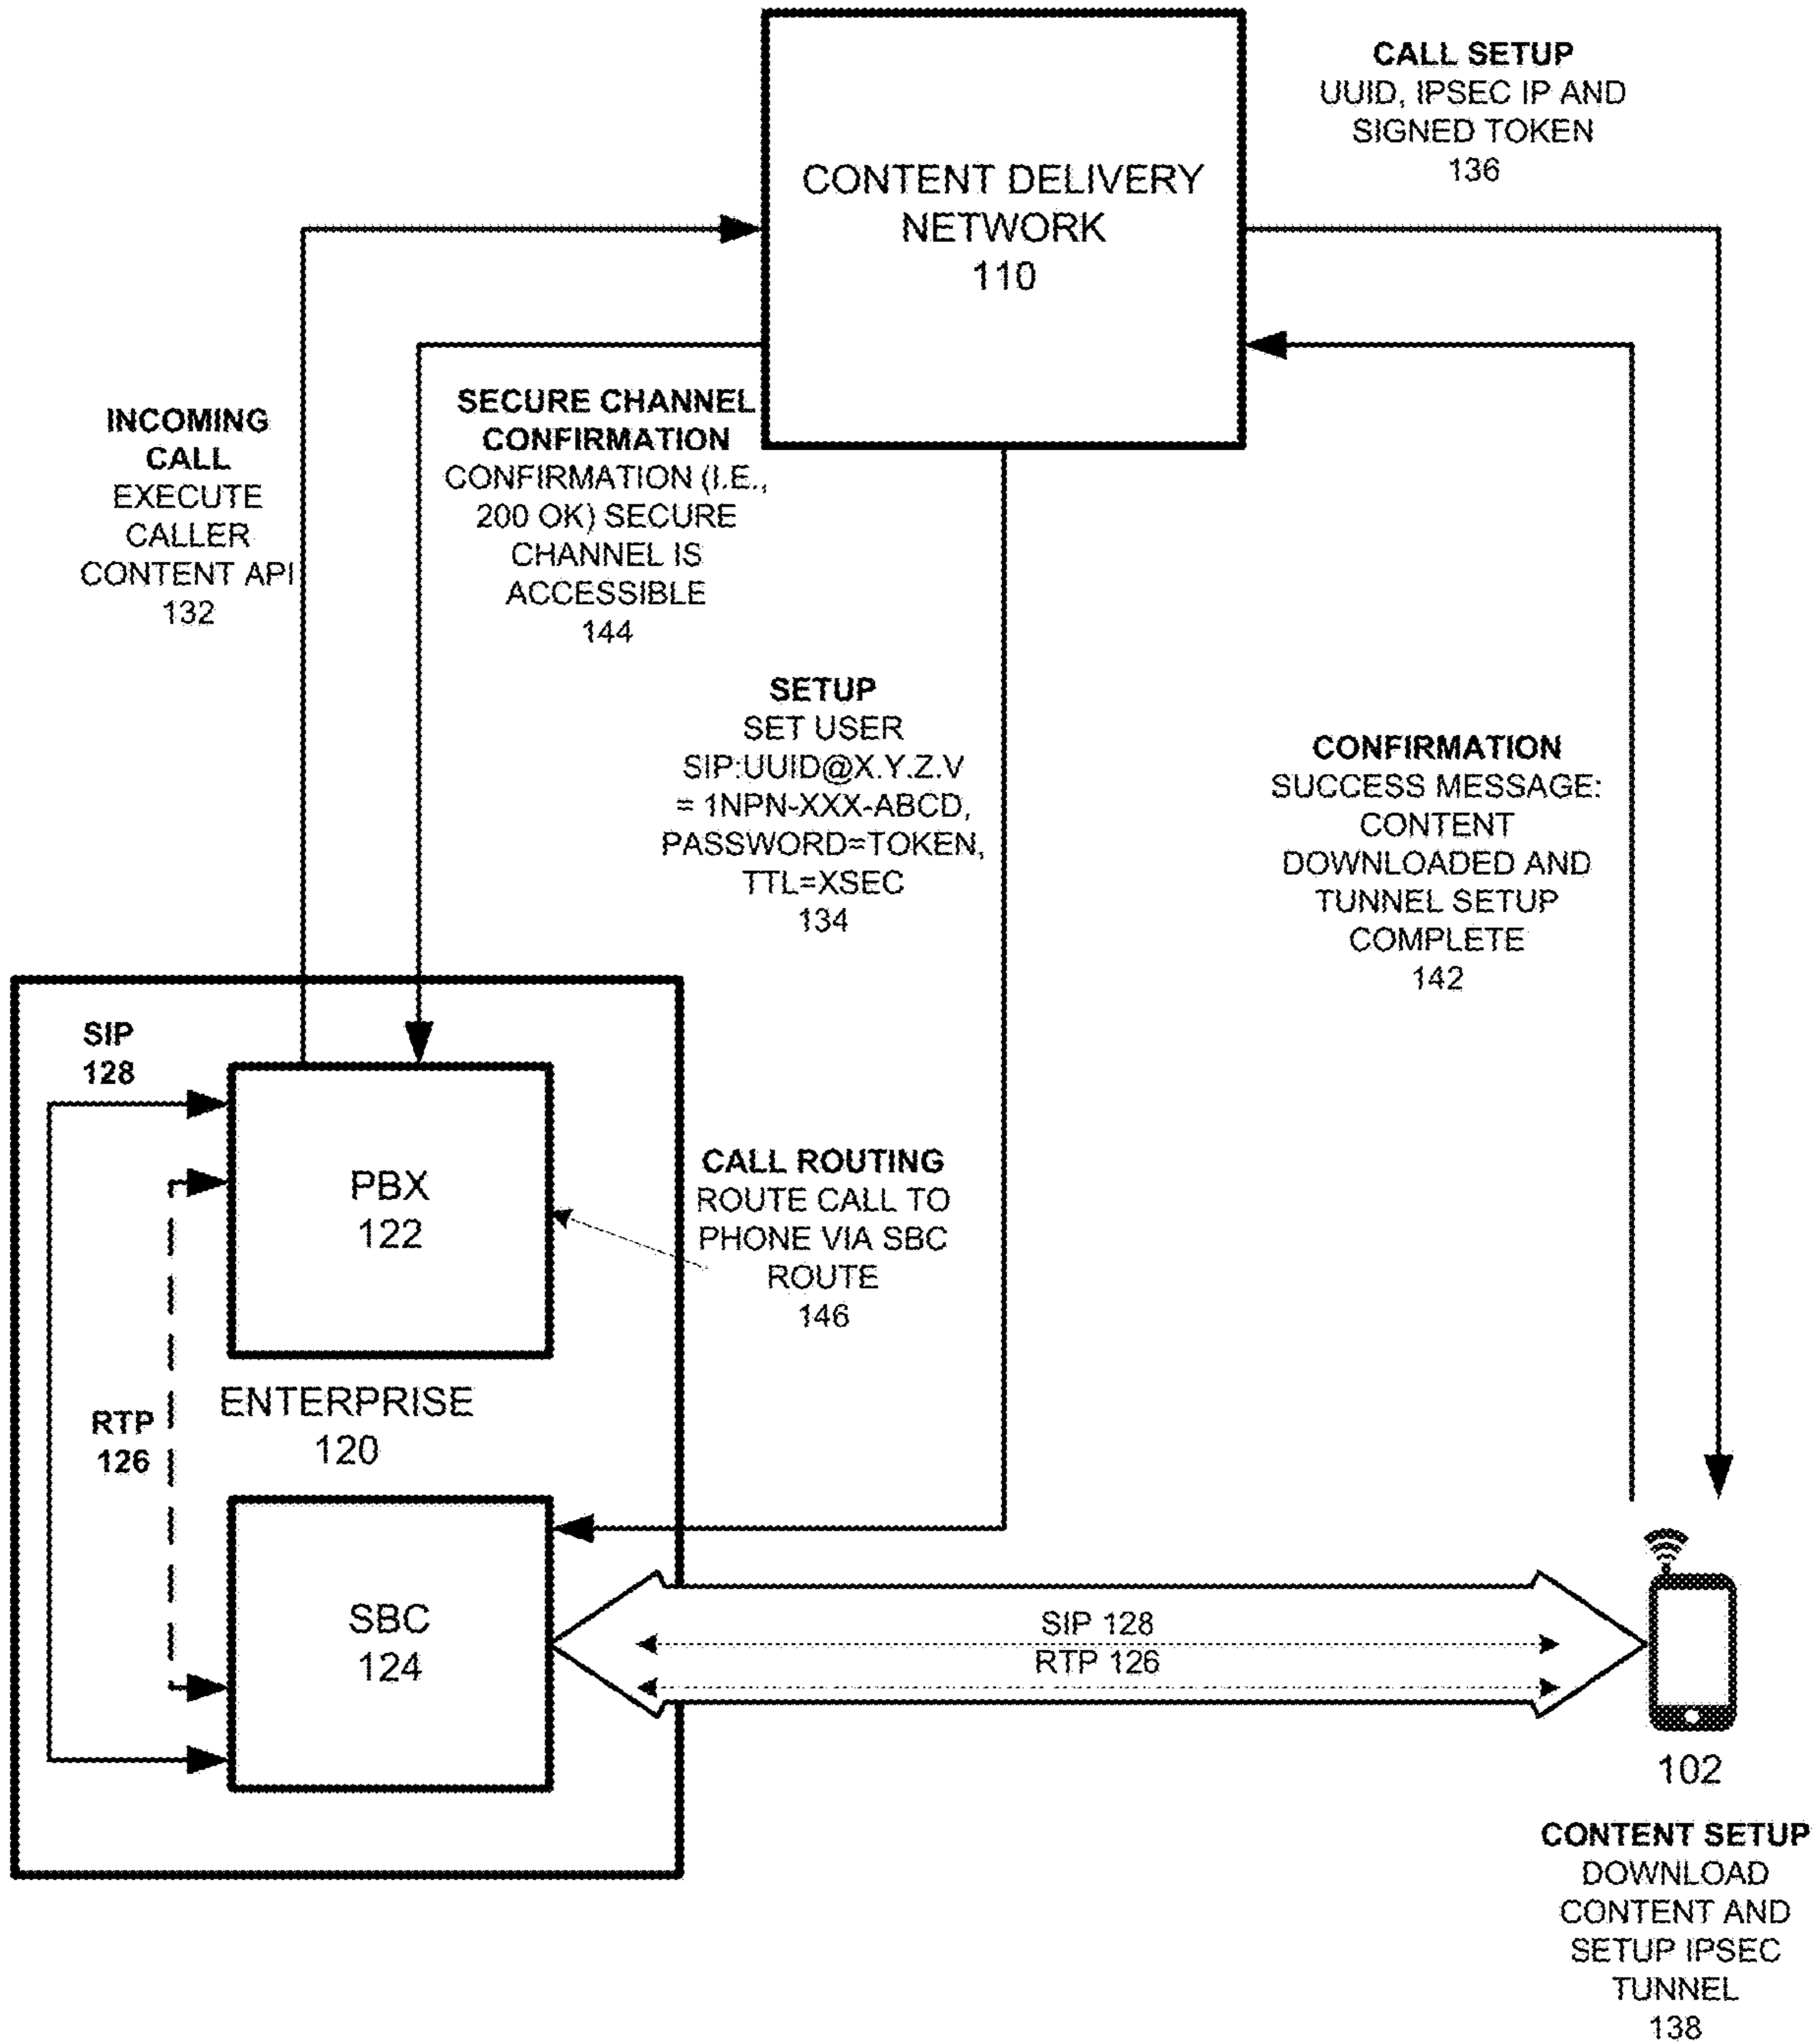 CALL SETUP
UUID, IPSEC IP AND
SIGNED TOKEN
136
CONTENT DELIVERY
NETWORK
110
INCOMING
CALL
EXECUTE
CALLER
CONTENT API
132
SECURE CHANNEL
CONFIRMATION
CONFIRMATION (I.E.,
200 OK) SECURE
CHANNEL IS
ACCESSIBLE
144
SETUP
SET USER
SIP:UUID@X.Y.Z.V
= 1NPN-XXX-ABCD,
PASSWORD=TOKEN,
TTL=XSEC
134
CONFIRMATION
SUCCESS MESSAGE:
CONTENT
DOWNLOADED AND
TUNNEL SETUP
COMPLETE
142
SIP
128
PBX
122
CALL ROUTING
ROUTE CALL TO
PHONE VIA SBC
ROUTE
146
RTP
126
ENTERPRISE
120
SBC
124
SIP 128
RTP 126
102
CONTENT SETUP
DOWNLOAD
CONTENT AND
SETUP IPSEC
TUNNEL
138